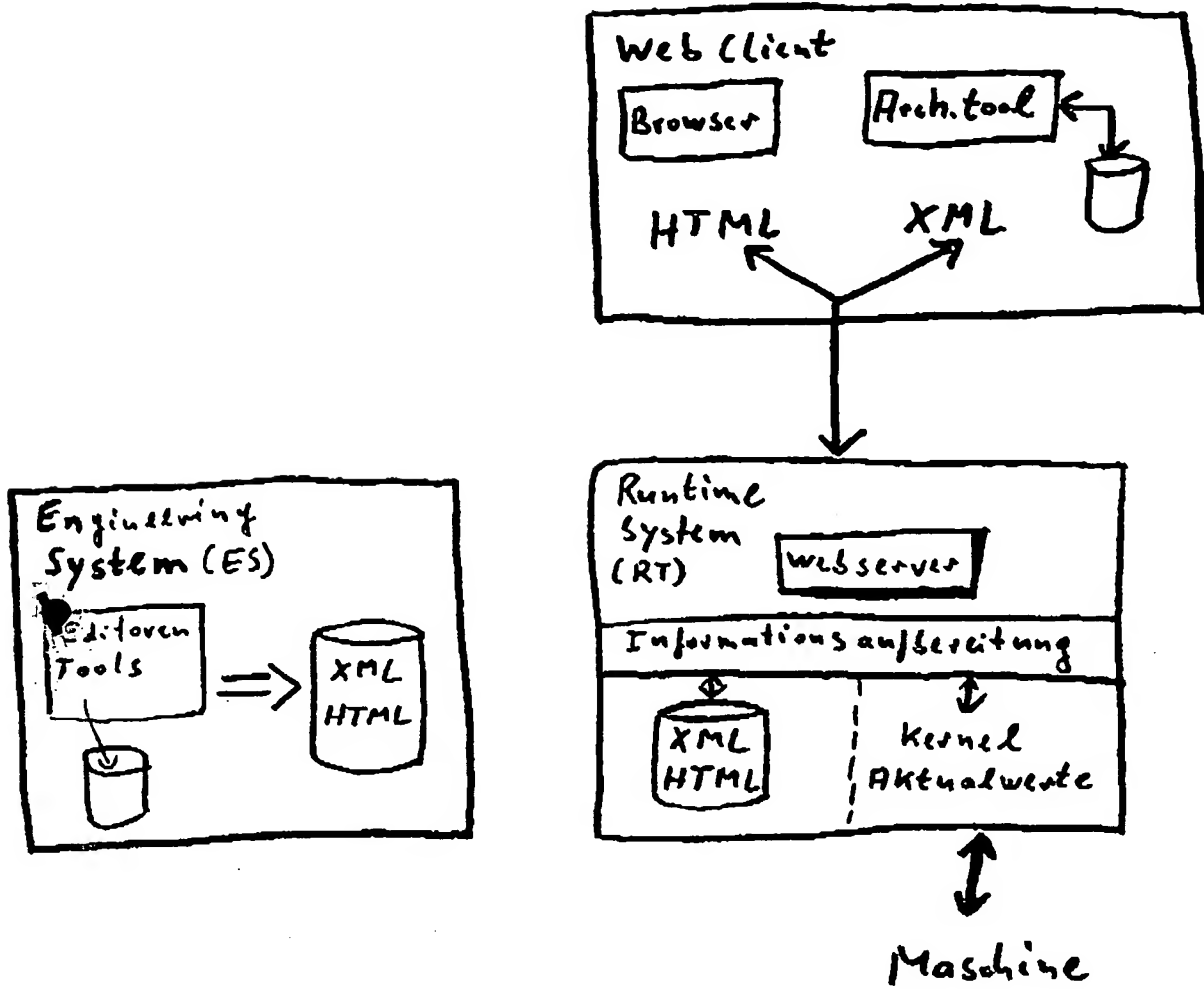 Web Client
Browser
Arch.tool
HTML
XML
Engineering
System (ES)
Editoren
Tools
XML
HTML
Runtime
System
(RT)
Webserver
Informationsaufbereitung
XML
HTML
Kernel
Aktualwerte
Maschine